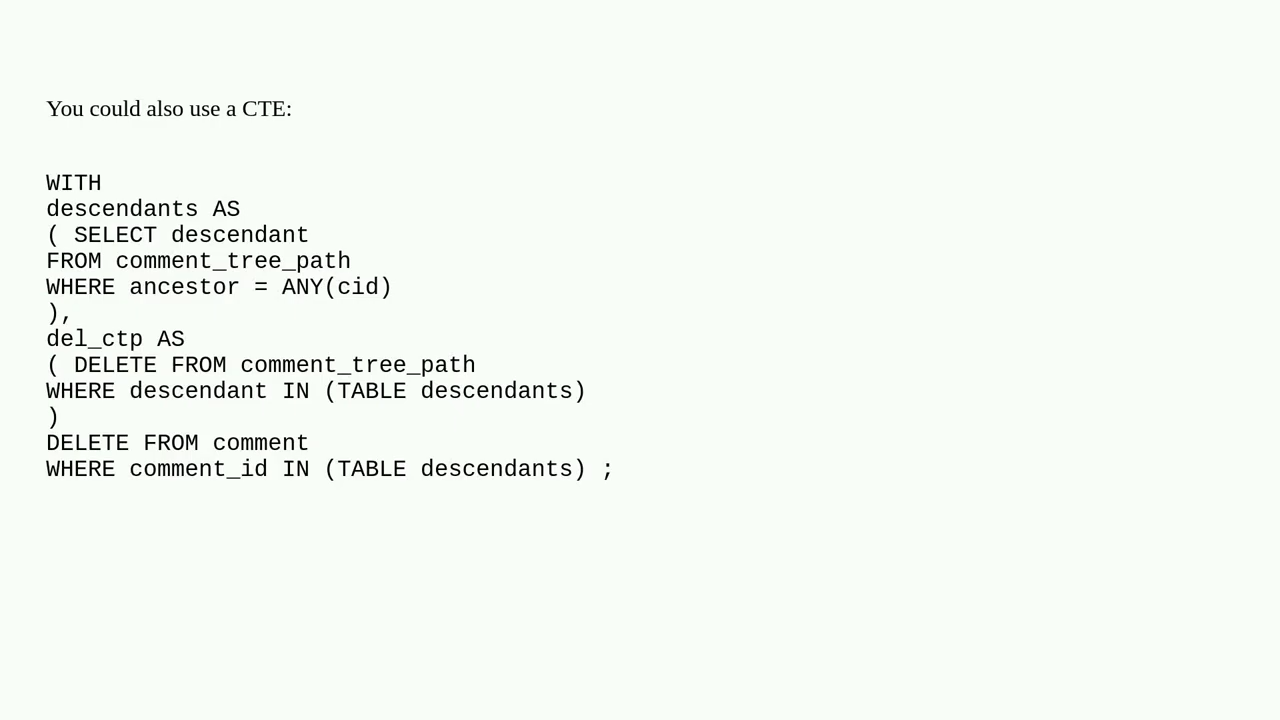 You could also use a CTE:
WITH
descendants AS
( SELECT descendant
FROM comment_tree_path
WHERE ancestor = ANY(cid)
),
del_ctp AS
( DELETE FROM comment_tree_path
WHERE descendant IN (TABLE descendants)
)
DELETE FROM comment
WHERE comment_id IN (TABLE descendants) ;